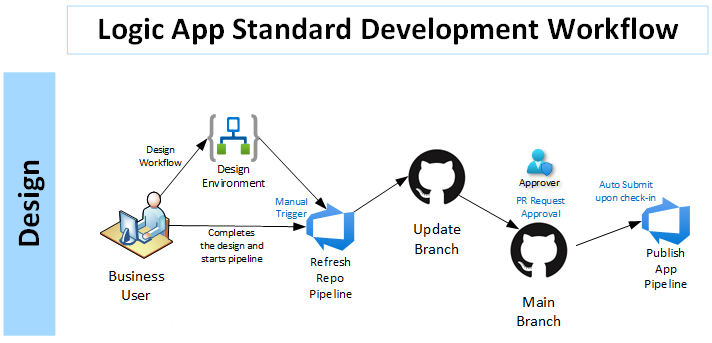 Logic App Standard Development Workflow
Design
Design
Workflow
Design
Environment
Manual
Trigger
Completes
the design and
starts pipeline
Business
User
Refresh
Repo
Pipeline
Update
Branch
Approver
PR Request
Approval
Main
Branch
Auto Submit
upon check-in
Publish
App
Pipeline